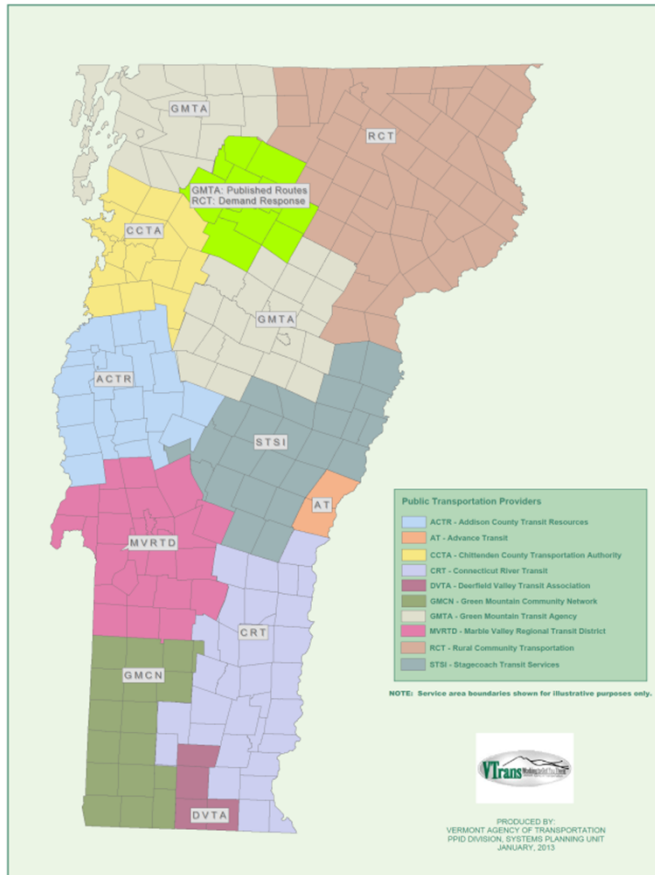 GMTA
RCT
GMTA: Published Routes
RCT: Demand Response
CCTA
GMTA
ACTR
STSI
AT
MVRTD
CRT
GMCN
DVTA
Public Transportation Providers
ACTR - Addison County Transit Resources
AT - Advance Transit
CCTA - Chittenden County Transportation Authority
CRT - Connecticut River Transit
DVTA - Deerfield Valley Transit Association
GMCN - Green Mountain Community Network
GMTA - Green Mountain Transit Agency
MVRTD - Marble Valley Regional Transit District
RCT - Rural Community Transportation
STSI - Stagecoach Transit Services
NOTE: Service area boundaries shown for illustrative purposes only.
VTrans
PRODUCED BY:
VERMONT AGENCY OF TRANSPORTATION
PPID DIVISION, SYSTEMS PLANNING UNIT
JANUARY, 2013